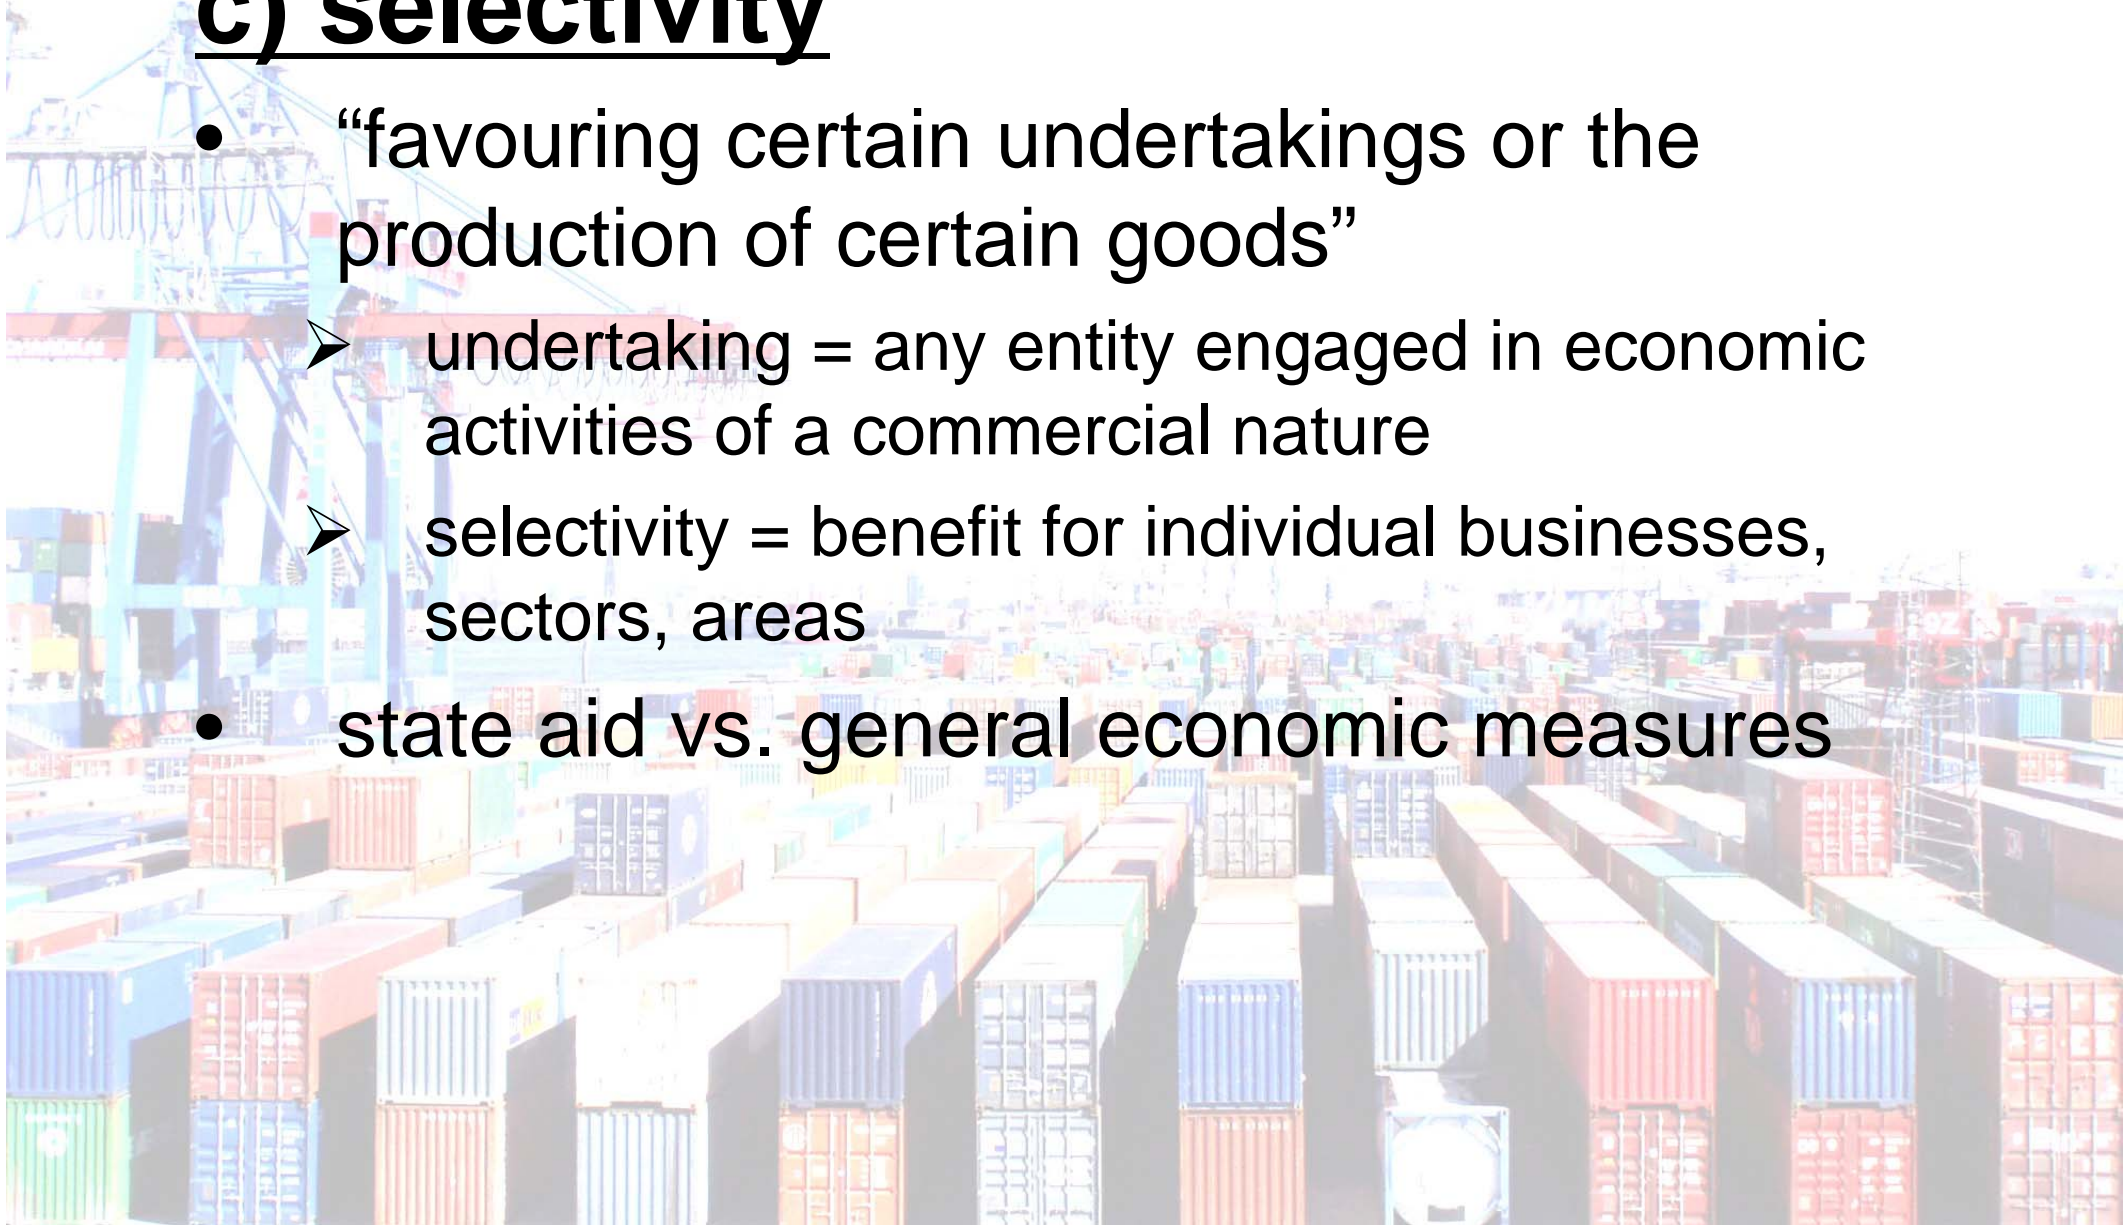 c) selectivity
• “favouring certain undertakings or the
production of certain goods”
➢ undertaking = any entity engaged in economic
activities of a commercial nature
➢ selectivity = benefit for individual businesses,
sectors, areas
• state aid vs. general economic measures